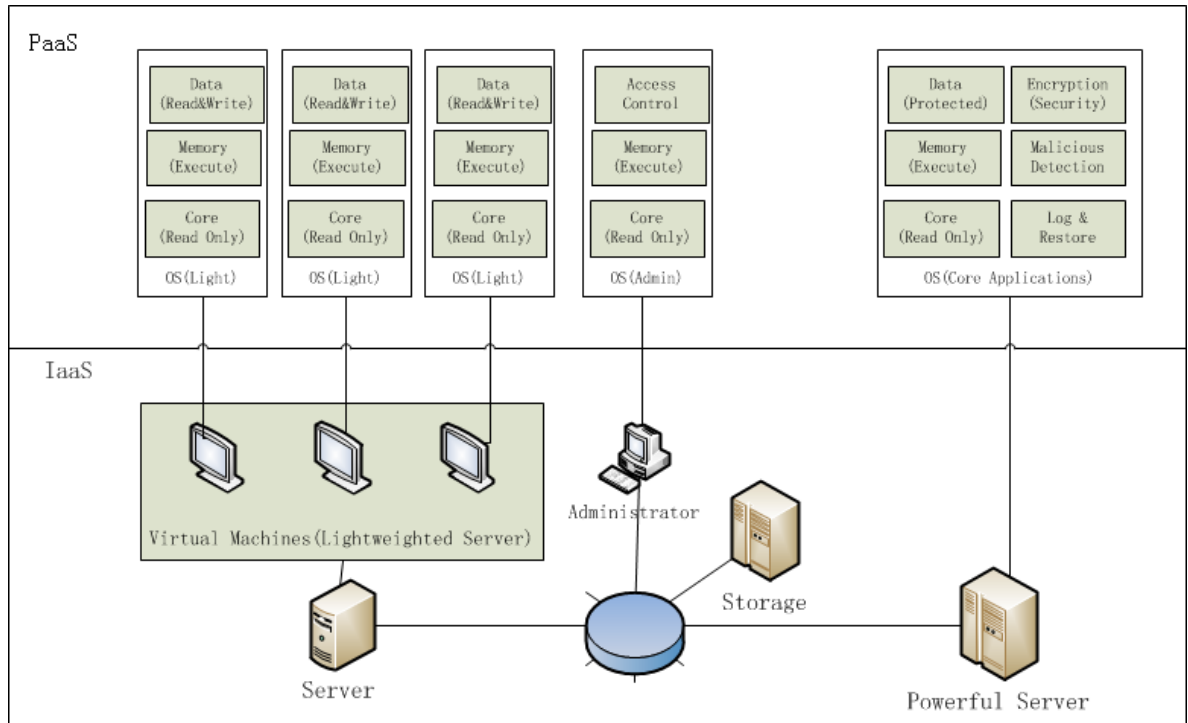 PaaS
Data
(Read&Write)
Memory
(Execute)
Core
(Read Only)
OS(Light)
Data
(Read&Write)
Memory
(Execute)
Core
(Read Only)
OS(Light)
Data
(Read&Write)
Memory
(Execute)
Core
(Read Only)
OS(Light)
Access
Control
Memory
(Execute)
Core
(Read Only)
OS(Admin)
Data
(Protected)
Encryption
(Security)
Memory
(Execute)
Malicious
Detection
Core
(Read Only)
Log &
Restore
OS(Core Applications)
IaaS
Virtual Machines(Lightweighted Server)
Administrator
Storage
Server
Powerful Server